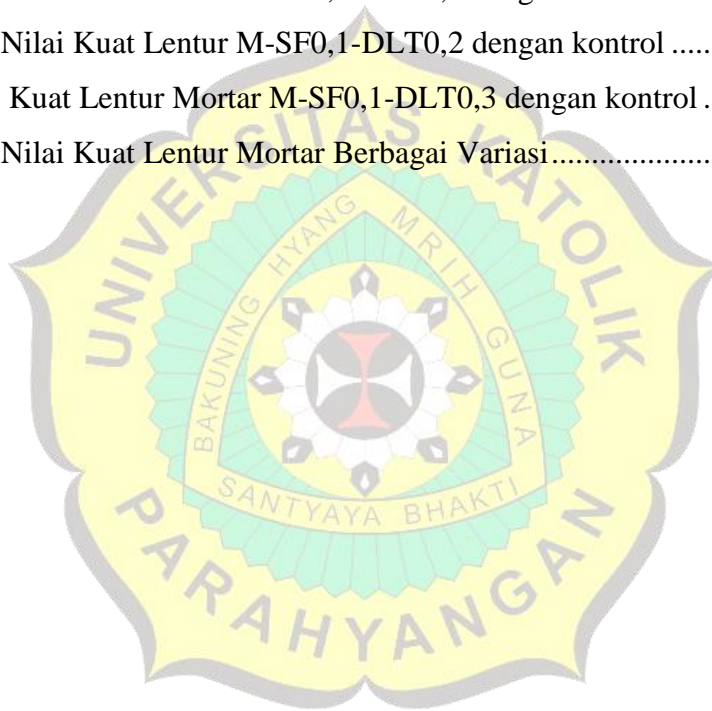 Nilai Kuat Lentur M-SF0,1-DLT0,2 dengan kontrol .....
Kuat Lentur Mortar M-SF0,1-DLT0,3 dengan kontrol .
Nilai Kuat Lentur Mortar Berbagai Variasi....................
UNIVERSITAS KATOLIK
PARAHYANGAN
BAKUNING HYANG MRIH GUNA
SANTYAYA BHAKTI